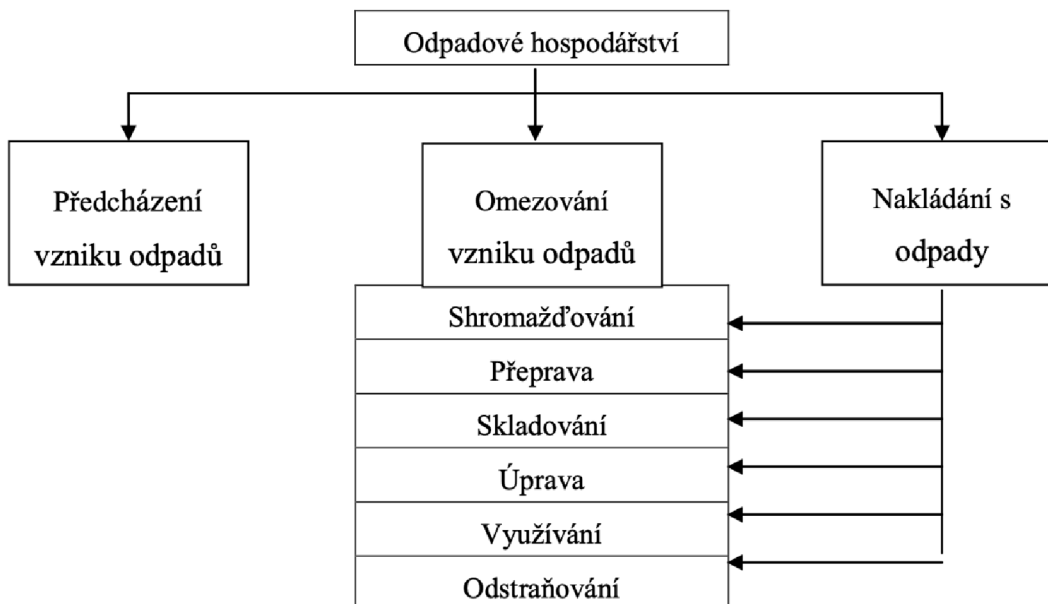 Odpadové hospodářství
Předcházení
vzniku odpadů
Omezování
vzniku odpadů
Nakládání s
odpady
Shromažďování
Přeprava
Skladování
Úprava
Využívání
Odstraňování